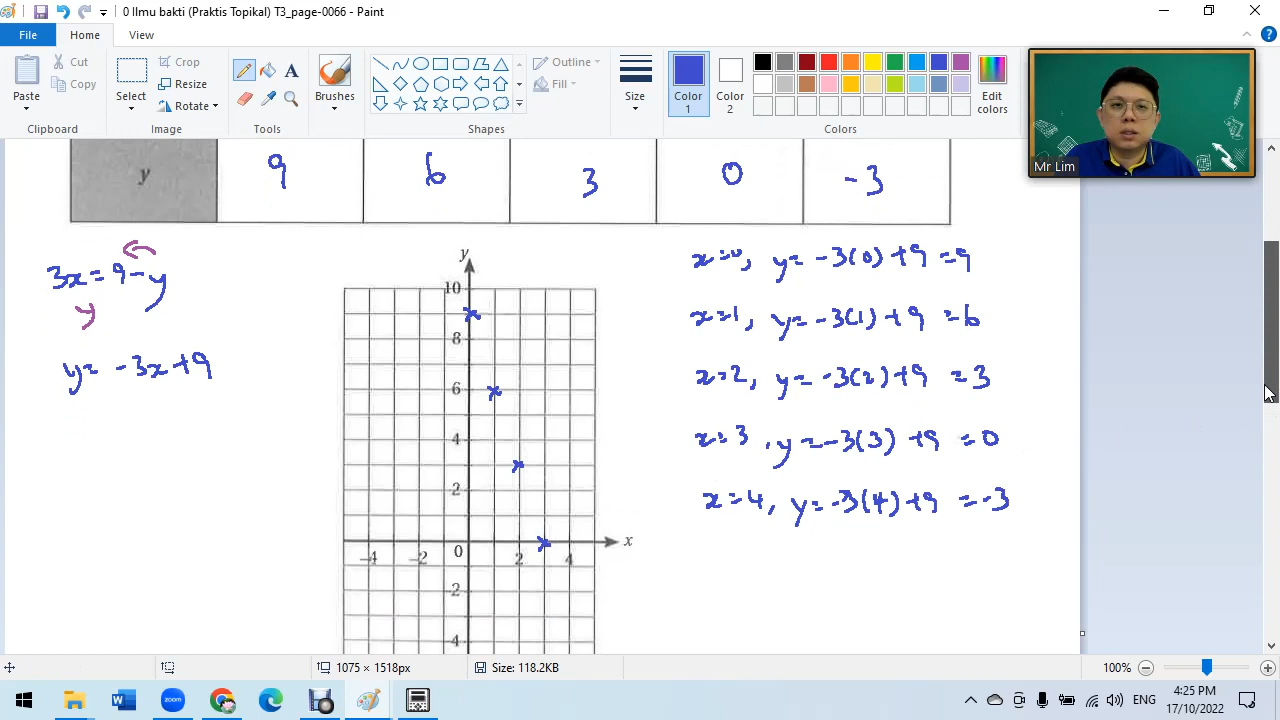 0 Ilmu bakti (Praktis Topikal) T3_page-0066 - Paint
File Home View
Paste
Cut
Copy
Clipboard
Select
Crop
Resize
Rotate
Image
Tools
Brushes
Shapes
Outline
Fill
Size
Color 1
Color 2
Colors
Edit colors
Mr Lim
y 9 6 3 0 -3
3x = 9 - y
y
y = -3x + 9
y
10
8
6
4
2
-4 -2 0 2 4 x
-2
-4
x=0, y= -3(0)+9 =9
x=1, y= -3(1)+9 =6
x=2, y= -3(2)+9 =3
x=3, y=-3(3)+9 =0
x=4, y=-3(4)+9 =-3
1075 × 1518px
Size: 118.2KB
100%
W
zoom
ENG
4:25 PM
17/10/2022